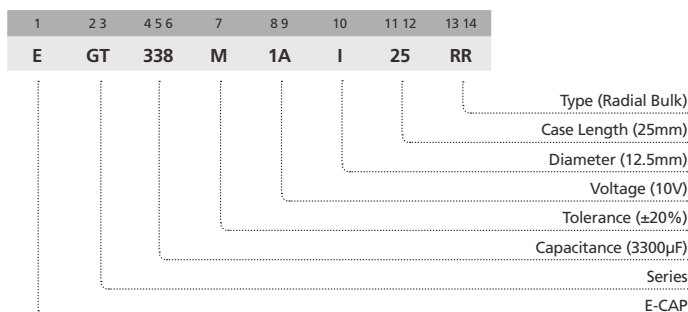 1 2 3 4 5 6 7 8 9 10 11 12 13 14
E GT 338 M 1A I 25 RR
Type (Radial Bulk)
Case Length (25mm)
Diameter (12.5mm)
Voltage (10V)
Tolerance (±20%)
Capacitance (3300µF)
Series
E-CAP